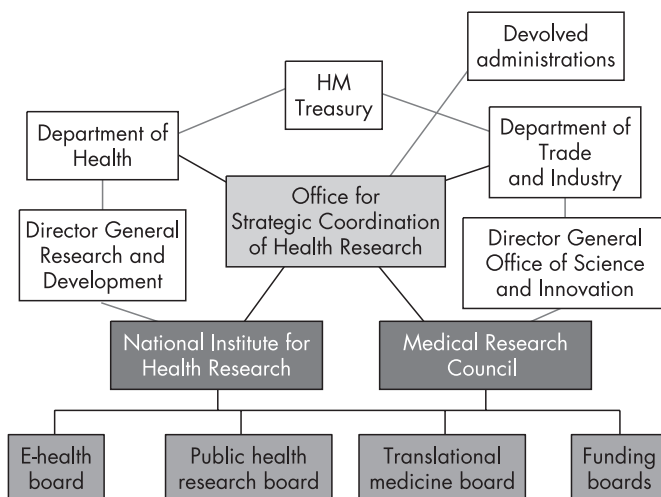 Devolved
administrations
HM
Treasury
Department of
Health
Department of
Trade
and Industry
Office for
Strategic Coordination
of Health Research
Director General
Research and
Development
Director General
Office of Science
and Innovation
National Institute for
Health Research
Medical Research
Council
E-health
board
Public health
research board
Translational
medicine board
Funding
boards